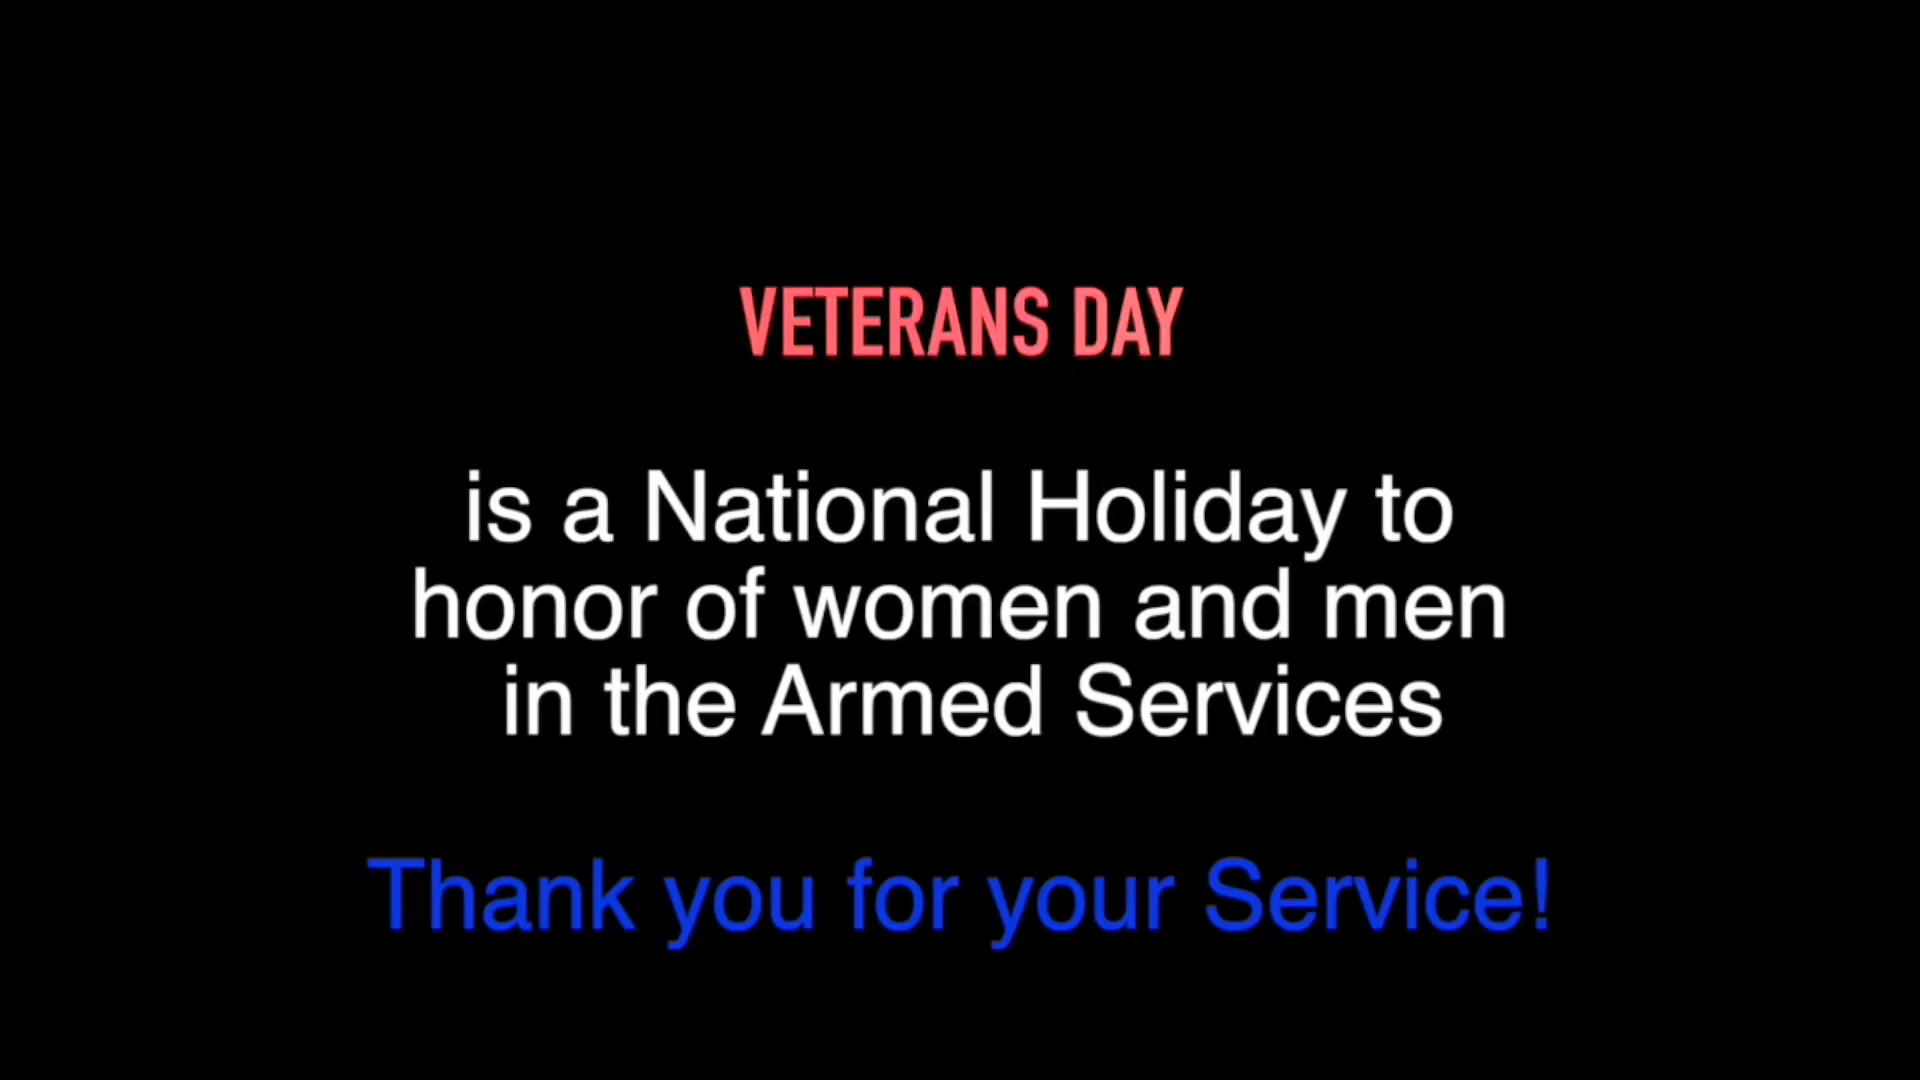 VETERANS DAY
is a National Holiday to
honor of women and men
in the Armed Services
Thank you for your Service!